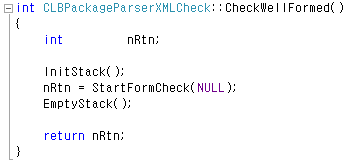 int CLBPackageParserXMLCheck::CheckWellFormed()
{
    int         nRtn;

    InitStack();
    nRtn = StartFormCheck(NULL);
    EmptyStack();

    return nRtn;
}